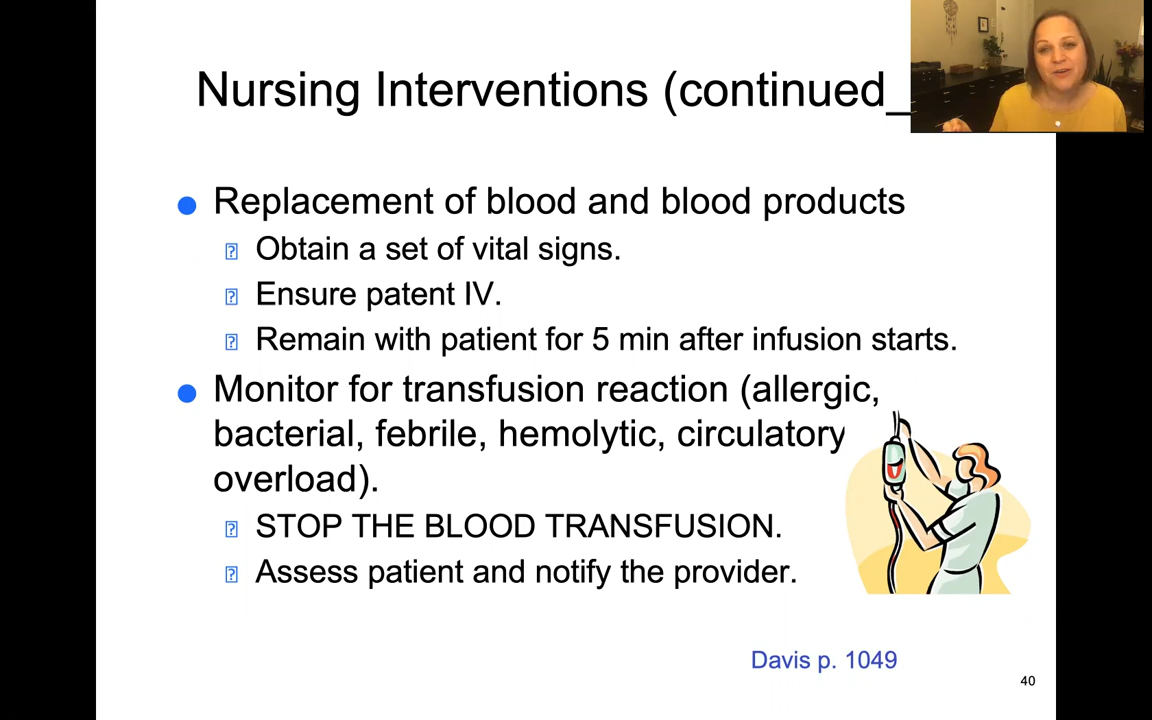 Nursing Interventions (continued_
Replacement of blood and blood products
Obtain a set of vital signs.
Ensure patent IV.
Remain with patient for 5 min after infusion starts.
Monitor for transfusion reaction (allergic,
bacterial, febrile, hemolytic, circulatory
overload).
STOP THE BLOOD TRANSFUSION.
Assess patient and notify the provider.
Davis p. 1049
40